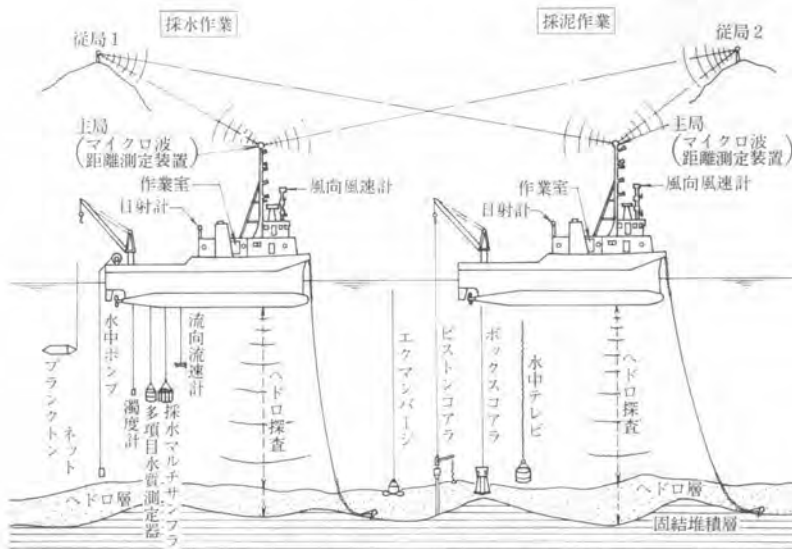 採水作業
採泥作業
従局1
従局2
主局
(マイクロ波
距離測定装置)
主局
(マイクロ波
距離測定装置)
作業室
風向風速計
日射計
作業室
風向風速計
日射計
プランクトン
ネット
水中ポンプ
濁度計
多項目水質測定器
採水マルチサンプラ
流向流速計
ヘドロ探査
エクマンバージ
ピストンコアラ
ボックスコアラ
水中テレビ
ヘドロ探査
ヘドロ層
ヘドロ層
固結堆積層